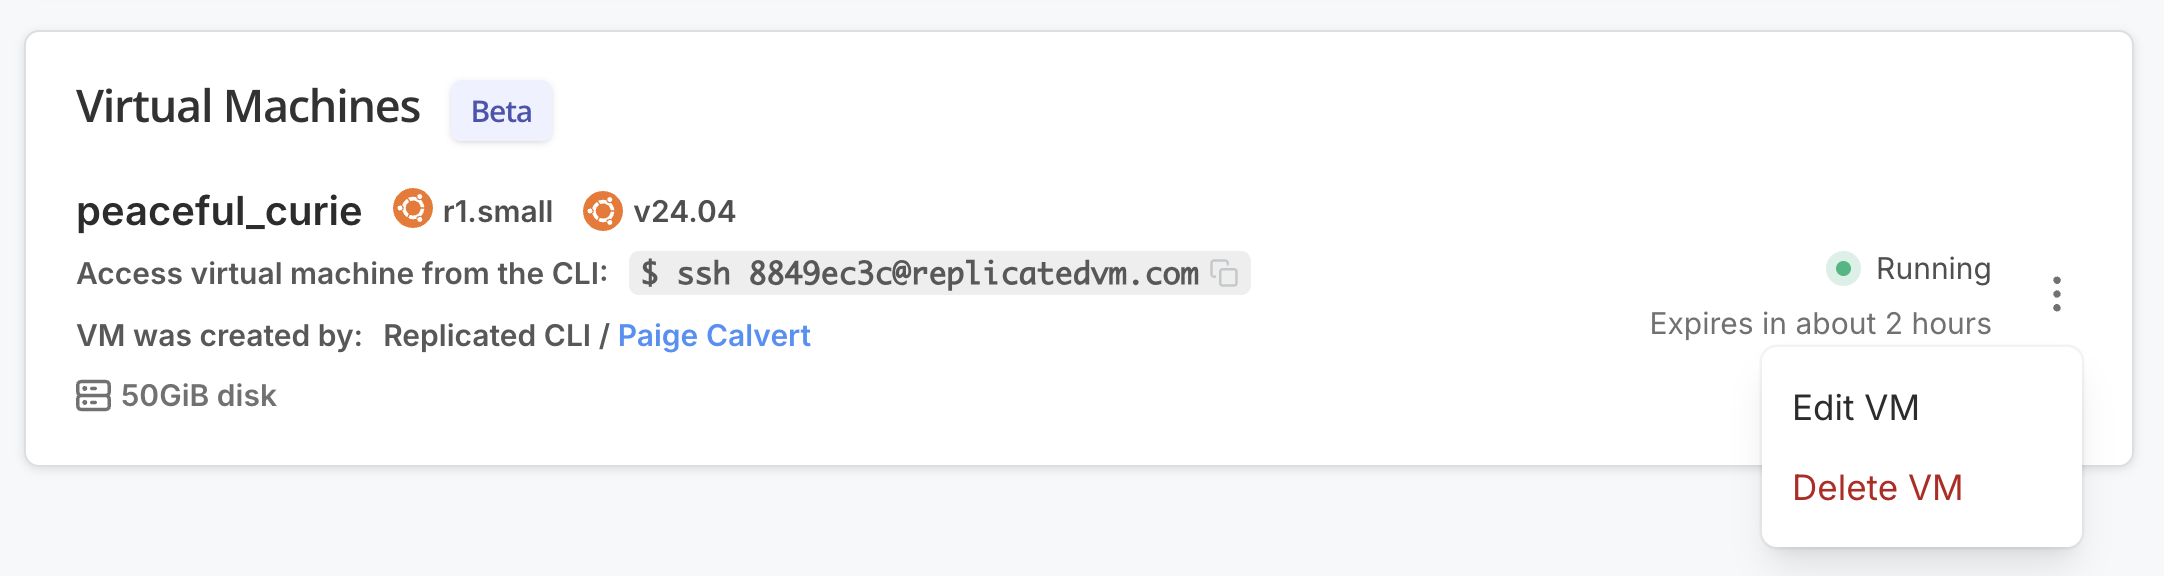 Virtual Machines Beta
peaceful_curie r1.small v24.04
Access virtual machine from the CLI: $ ssh 8849ec3c@replicatedvm.com
Running
VM was created by: Replicated CLI / Paige Calvert
Expires in about 2 hours
50GiB disk
Edit VM
Delete VM